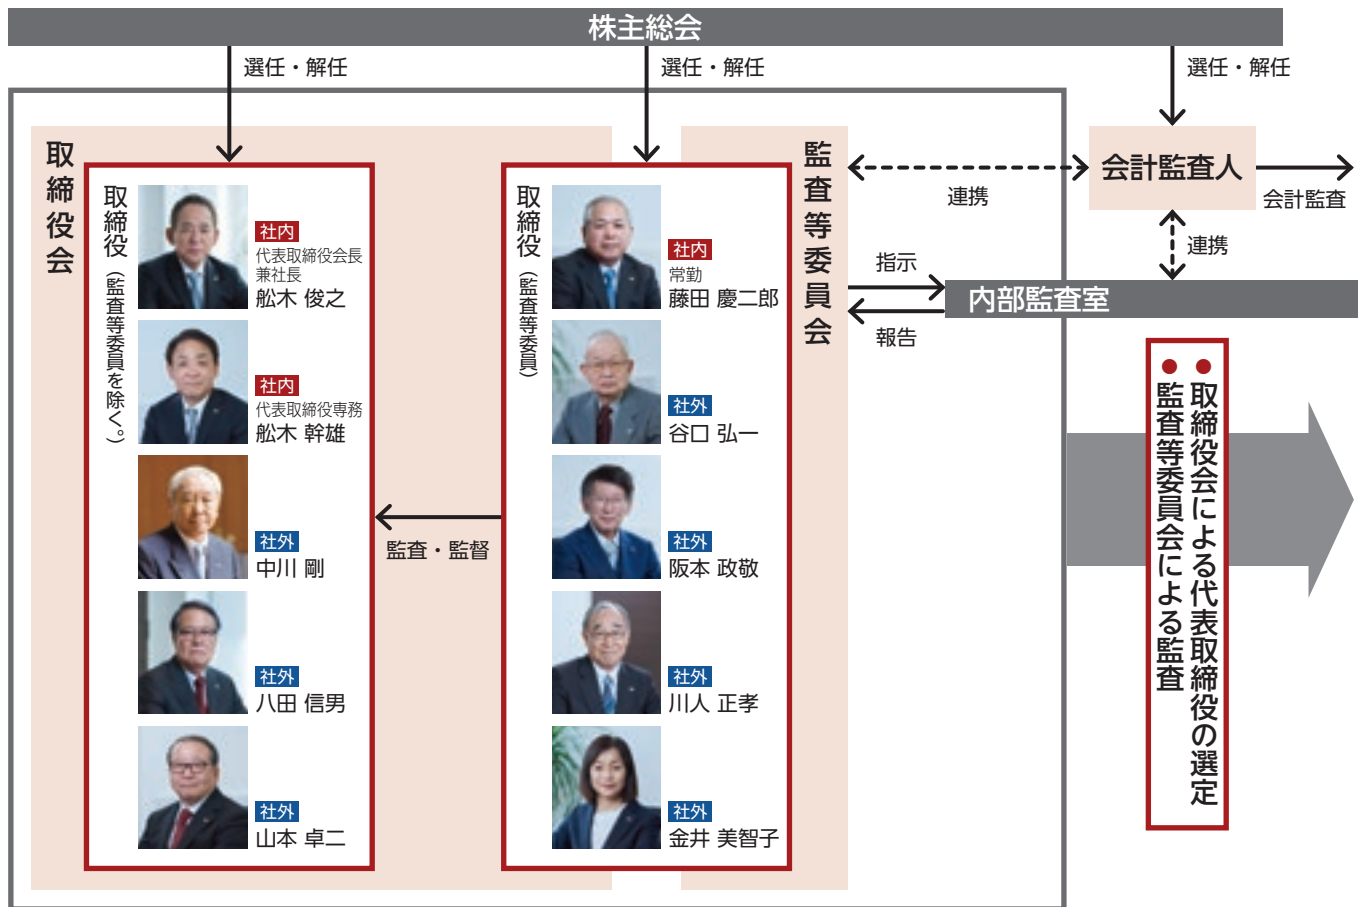 株主総会
選任・解任
選任・解任
選任・解任
取締役会
取締役（監査等委員を除く。）
社内
代表取締役会長
兼社長
舩木 俊之
社内
代表取締役専務
舩木 幹雄
社外
中川 剛
社外
八田 信男
社外
山本 卓二
監査・監督
取締役（監査等委員）
社内
常勤
藤田 慶二郎
社外
谷口 弘一
社外
阪本 政敬
社外
川人 正孝
社外
金井 美智子
監査等委員会
連携
会計監査人
会計監査
連携
指示
報告
内部監査室
●取締役会による代表取締役の選定
●監査等委員会による監査